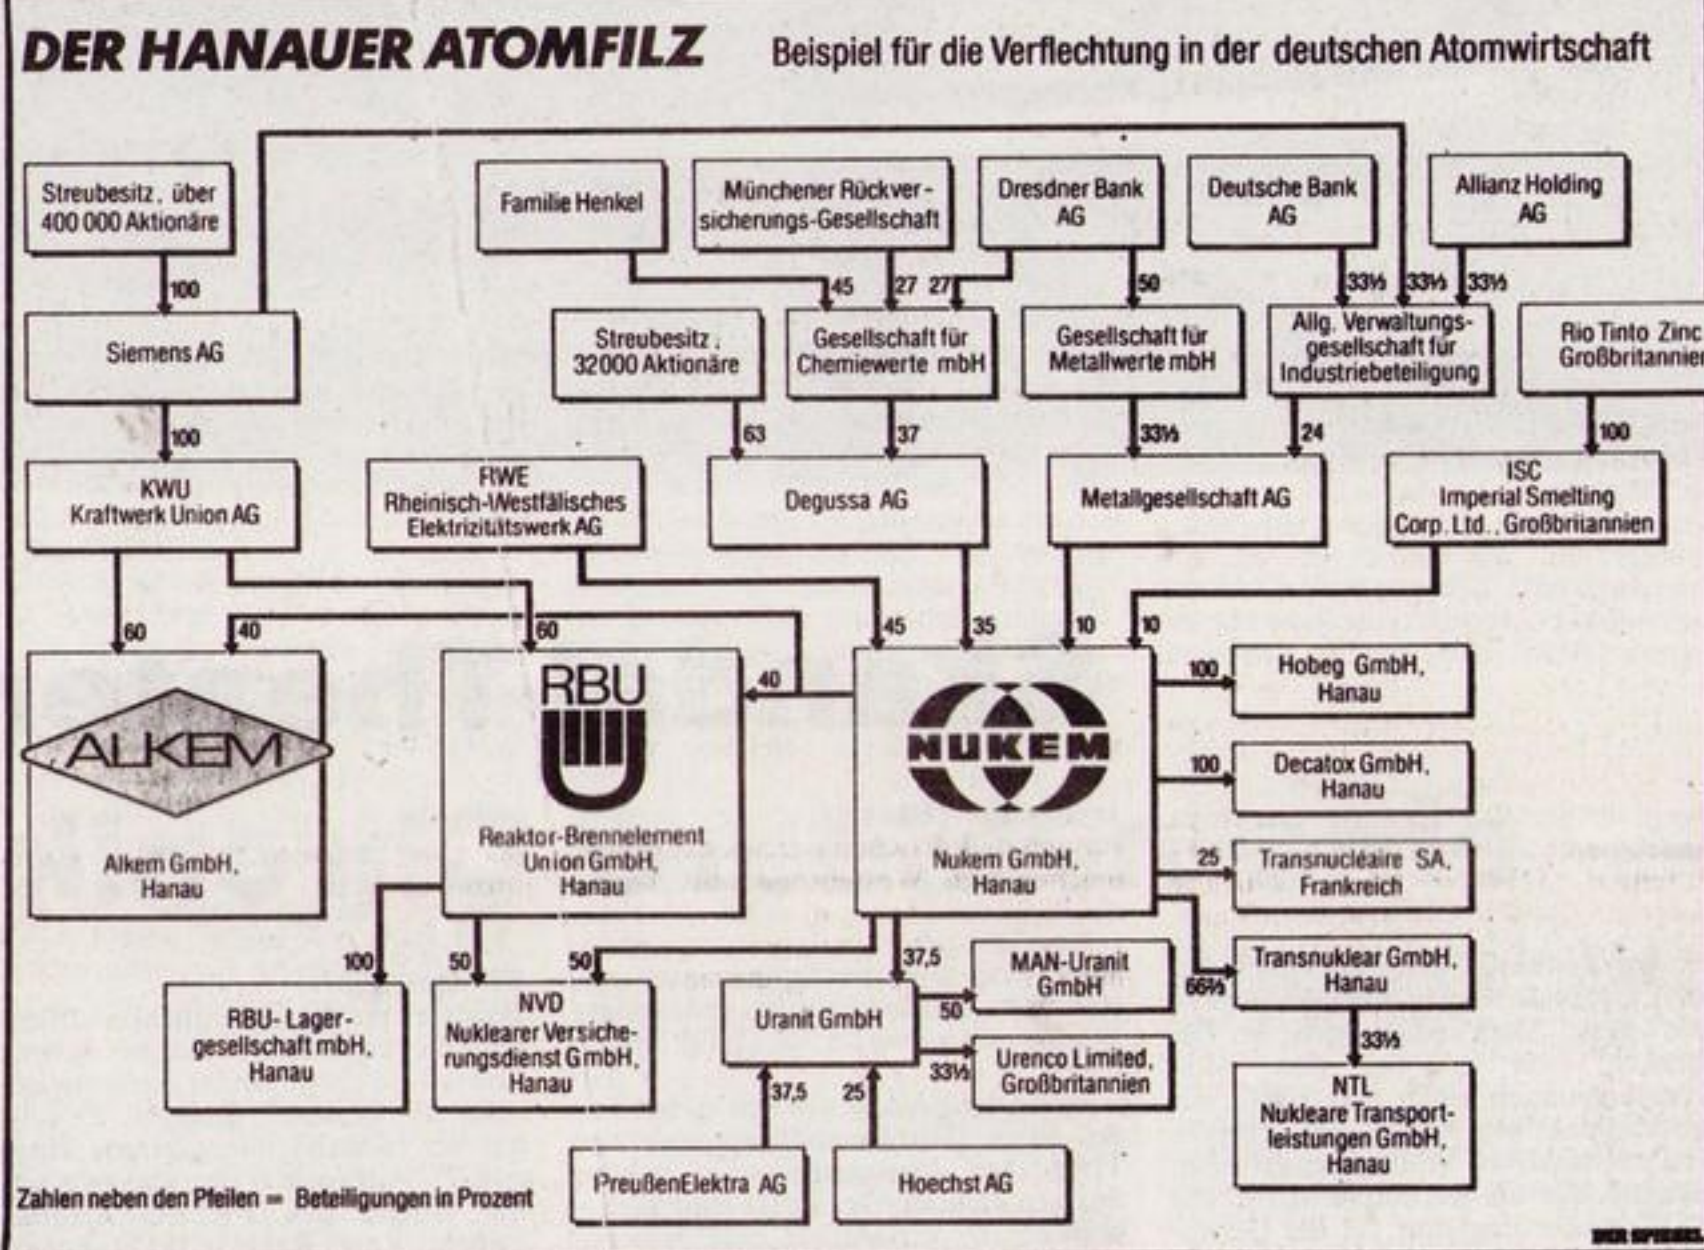 DER HANAUER ATOMFILZ Beispiel für die Verflechtung in der deutschen Atomwirtschaft
Streubesitz, über
400 000 Aktionäre
Familie Henkel
Münchener Rückver-
sicherungs-Gesellschaft
Dresdner Bank
AG
Deutsche Bank
AG
Allianz Holding
AG
100
45
27
27
50
33⅓
33⅓
33⅓
Siemens AG
Streubesitz,
32000 Aktionäre
Gesellschaft für
Chemiewerte mbH
Gesellschaft für
Metallwerte mbH
Allg. Verwaltungs-
gesellschaft für
Industriebeteiligung
Rio Tinto Zinc
Großbritannien
100
63
37
33⅓
24
100
KWU
Kraftwerk Union AG
RWE
Rheinisch-Westfälisches
Elektrizitätswerk AG
Degussa AG
Metallgesellschaft AG
ISC
Imperial Smelting
Corp. Ltd., Großbritannien
60
40
60
45
35
10
10
ALKEM
Alkem GmbH,
Hanau
RBU
Reaktor-Brennelement
Union GmbH,
Hanau
40
NUKEM
Nukem GmbH,
Hanau
100
Hobeg GmbH,
Hanau
100
Decatox GmbH,
Hanau
25
Transnucléaire SA,
Frankreich
66⅔
Transnuklear GmbH,
Hanau
33⅓
NTL
Nukleare Transport-
leistungen GmbH,
Hanau
100
RBU-Lager-
gesellschaft mbH,
Hanau
50
50
NVD
Nuklearer Versiche-
rungsdienst GmbH,
Hanau
37,5
Uranit GmbH
50
MAN-Uranit
GmbH
33⅓
Urenco Limited,
Großbritannien
37,5
25
PreußenElektra AG
Hoechst AG
Zahlen neben den Pfeilen = Beteiligungen in Prozent
DER SPIEGEL